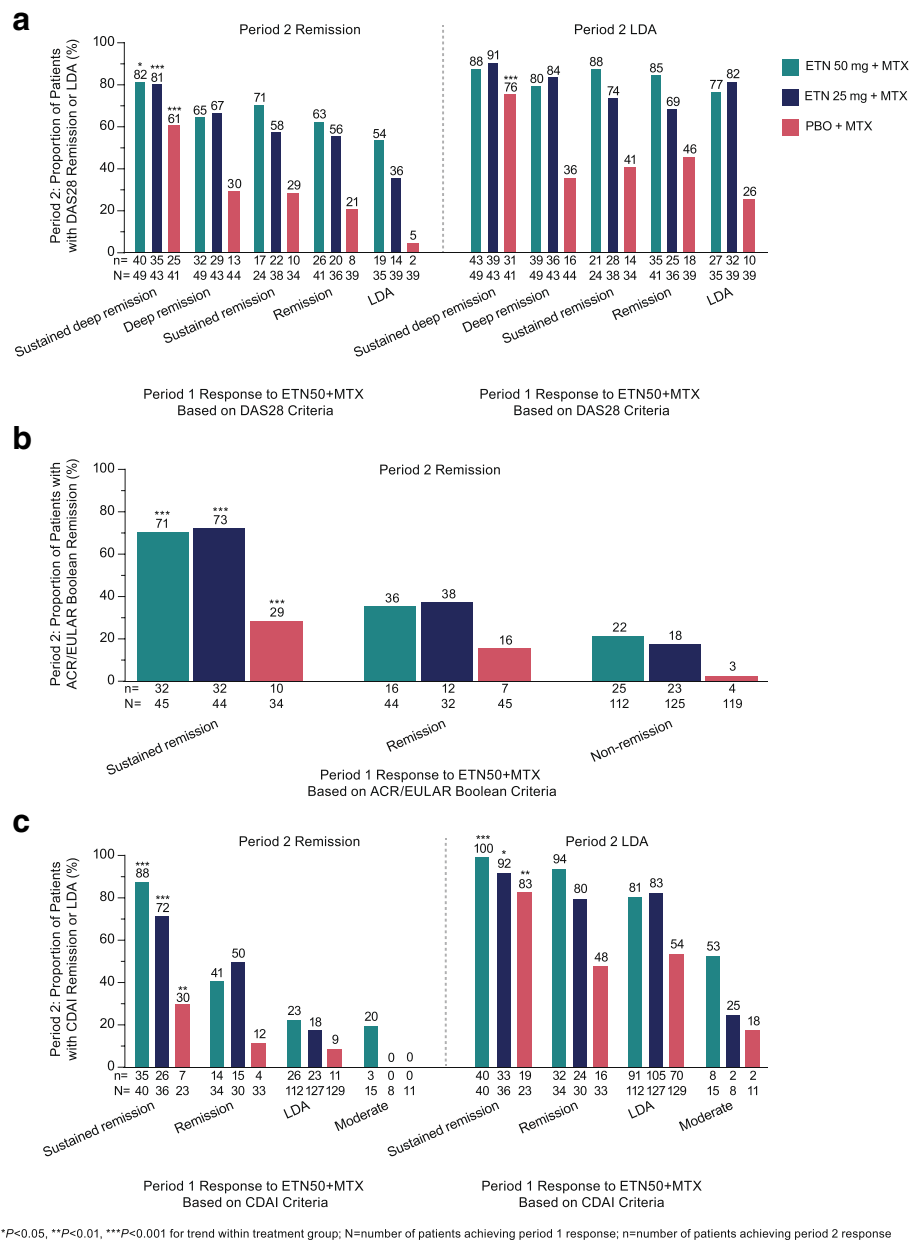 a
Period 2 Remission
Period 2 LDA
ETN 50 mg + MTX
ETN 25 mg + MTX
PBO + MTX
Period 2: Proportion of Patients
with DAS28 Remission or LDA (%)
100
80
60
40
20
0
* *** ***
82 81 61 65 67 30 71 58 29 63 56 21 54 36 5
***
88 91 76 80 84 36 88 74 41 85 69 46 77 82 26
n= 40 35 25 32 29 13 17 22 10 26 20 8 19 14 2 43 39 31 39 36 16 21 28 14 35 25 18 27 32 10
N= 49 43 41 49 43 44 24 38 34 41 36 39 35 39 39 49 43 41 49 43 44 24 38 34 41 36 39 35 39 39
Sustained deep remission Deep remission Sustained remission Remission LDA
Sustained deep remission Deep remission Sustained remission Remission LDA
Period 1 Response to ETN50+MTX
Based on DAS28 Criteria
Period 1 Response to ETN50+MTX
Based on DAS28 Criteria
b
Period 2 Remission
Period 2: Proportion of Patients with
ACR/EULAR Boolean Remission (%)
100
80
60
40
20
0
*** *** ***
71 73 29 36 38 16 22 18 3
n= 32 32 10 16 12 7 25 23 4
N= 45 44 34 44 32 45 112 125 119
Sustained remission Remission Non-remission
Period 1 Response to ETN50+MTX
Based on ACR/EULAR Boolean Criteria
c
Period 2 Remission
Period 2 LDA
Period 2: Proportion of Patients
with CDAI Remission or LDA (%)
100
80
60
40
20
0
*** *** **
88 72 30 41 50 12 23 18 9 20 0 0
*** * **
100 92 83 94 80 48 81 83 54 53 25 18
n= 35 26 7 14 15 4 26 23 11 3 0 0 40 33 19 32 24 16 91 105 70 8 2 2
N= 40 36 23 34 30 33 112 127 129 15 8 11 40 36 23 34 30 33 112 127 129 15 8 11
Sustained remission Remission LDA Moderate
Sustained remission Remission LDA Moderate
Period 1 Response to ETN50+MTX
Based on CDAI Criteria
Period 1 Response to ETN50+MTX
Based on CDAI Criteria
*P<0.05, **P<0.01, ***P<0.001 for trend within treatment group; N=number of patients achieving period 1 response; n=number of patients achieving period 2 response